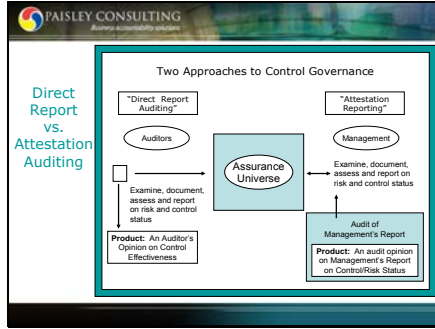 PAISLEY CONSULTING
Business accountability solutions
Direct
Report
vs.
Attestation
Auditing
Two Approaches to Control Governance
"Direct Report
Auditing"
Auditors
Examine, document,
assess and report
on risk and control
status
Product: An Auditor's
Opinion on Control
Effectiveness
Assurance
Universe
"Attestation
Reporting"
Management
Examine, document,
assess and report on
risk and control status
Audit of
Management's Report
Product: An audit opinion
on Management's Report
on Control/Risk Status